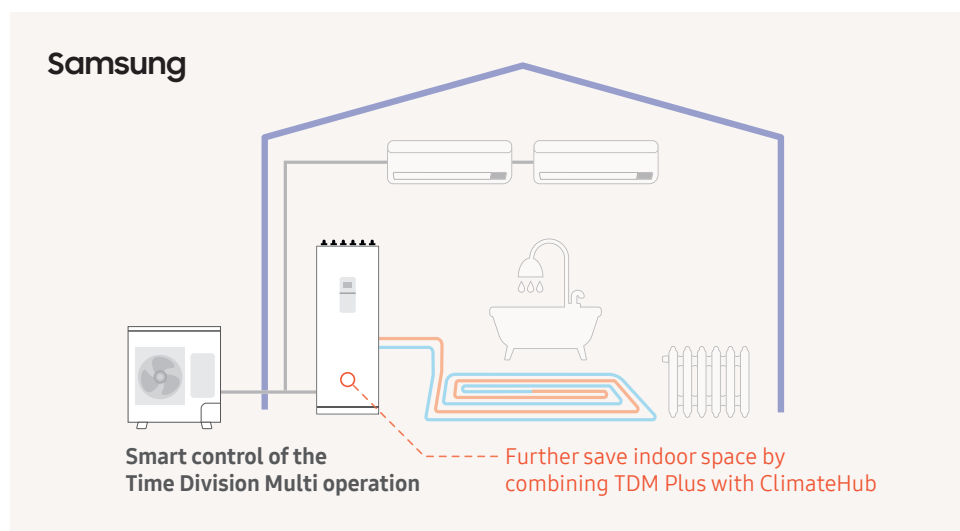 Samsung
Smart control of the
Time Division Multi operation
Further save indoor space by
combining TDM Plus with ClimateHub